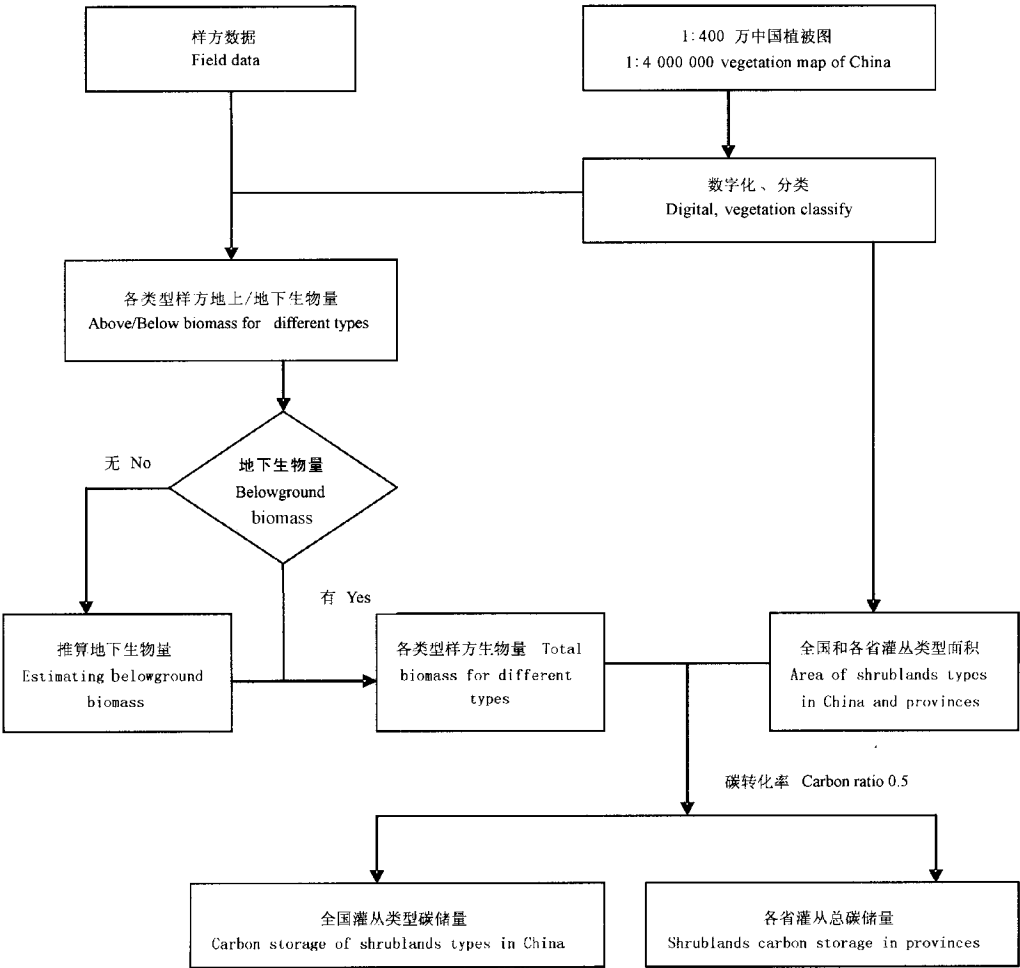 样方数据
Field data
1:400 万中国植被图
1:4 000 000 vegetation map of China
数字化、分类
Digital, vegetation classify
各类型样方地上/地下生物量
Above/Below biomass for different types
无 No
地下生物量
Belowground
biomass
有 Yes
推算地下生物量
Estimating belowground
biomass
各类型样方生物量 Total
biomass for different
types
全国和各省灌丛类型面积
Area of shrublands types
in China and provinces
碳转化率 Carbon ratio 0.5
全国灌丛类型碳储量
Carbon storage of shrublands types in China
各省灌丛总碳储量
Shrublands carbon storage in provinces